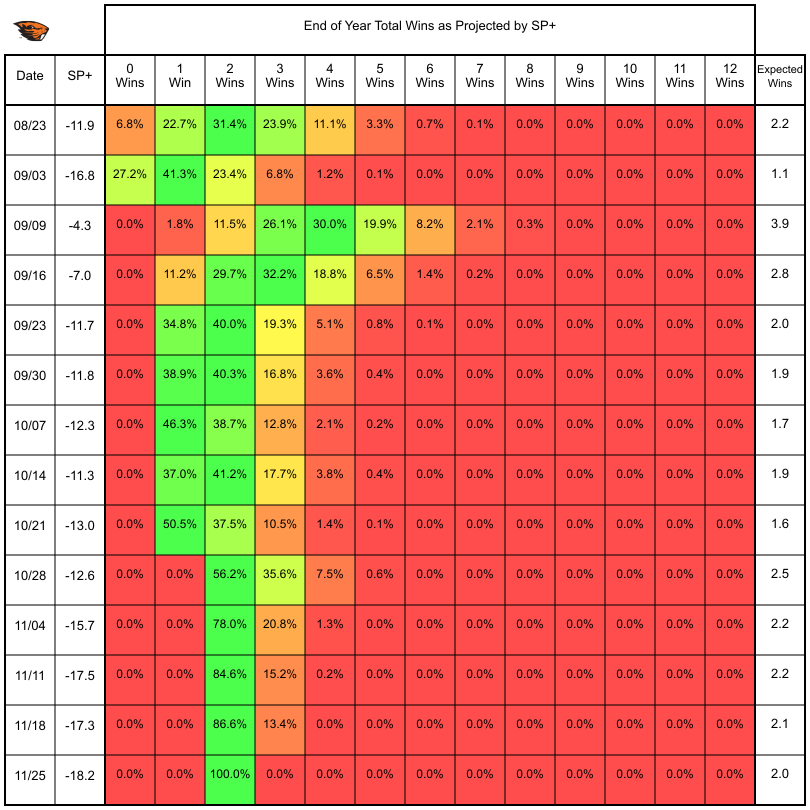 End of Year Total Wins as Projected by SP+
Date SP+ 0 Wins 1 Win 2 Wins 3 Wins 4 Wins 5 Wins 6 Wins 7 Wins 8 Wins 9 Wins 10 Wins 11 Wins 12 Wins Expected Wins
08/23 -11.9 6.8% 22.7% 31.4% 23.9% 11.1% 3.3% 0.7% 0.1% 0.0% 0.0% 0.0% 0.0% 0.0% 2.2
09/03 -16.8 27.2% 41.3% 23.4% 6.8% 1.2% 0.1% 0.0% 0.0% 0.0% 0.0% 0.0% 0.0% 0.0% 1.1
09/09 -4.3 0.0% 1.8% 11.5% 26.1% 30.0% 19.9% 8.2% 2.1% 0.3% 0.0% 0.0% 0.0% 0.0% 3.9
09/16 -7.0 0.0% 11.2% 29.7% 32.2% 18.8% 6.5% 1.4% 0.2% 0.0% 0.0% 0.0% 0.0% 0.0% 2.8
09/23 -11.7 0.0% 34.8% 40.0% 19.3% 5.1% 0.8% 0.1% 0.0% 0.0% 0.0% 0.0% 0.0% 0.0% 2.0
09/30 -11.8 0.0% 38.9% 40.3% 16.8% 3.6% 0.4% 0.0% 0.0% 0.0% 0.0% 0.0% 0.0% 0.0% 1.9
10/07 -12.3 0.0% 46.3% 38.7% 12.8% 2.1% 0.2% 0.0% 0.0% 0.0% 0.0% 0.0% 0.0% 0.0% 1.7
10/14 -11.3 0.0% 37.0% 41.2% 17.7% 3.8% 0.4% 0.0% 0.0% 0.0% 0.0% 0.0% 0.0% 0.0% 1.9
10/21 -13.0 0.0% 50.5% 37.5% 10.5% 1.4% 0.1% 0.0% 0.0% 0.0% 0.0% 0.0% 0.0% 0.0% 1.6
10/28 -12.6 0.0% 0.0% 56.2% 35.6% 7.5% 0.6% 0.0% 0.0% 0.0% 0.0% 0.0% 0.0% 0.0% 2.5
11/04 -15.7 0.0% 0.0% 78.0% 20.8% 1.3% 0.0% 0.0% 0.0% 0.0% 0.0% 0.0% 0.0% 0.0% 2.2
11/11 -17.5 0.0% 0.0% 84.6% 15.2% 0.2% 0.0% 0.0% 0.0% 0.0% 0.0% 0.0% 0.0% 0.0% 2.2
11/18 -17.3 0.0% 0.0% 86.6% 13.4% 0.0% 0.0% 0.0% 0.0% 0.0% 0.0% 0.0% 0.0% 0.0% 2.1
11/25 -18.2 0.0% 0.0% 100.0% 0.0% 0.0% 0.0% 0.0% 0.0% 0.0% 0.0% 0.0% 0.0% 0.0% 2.0